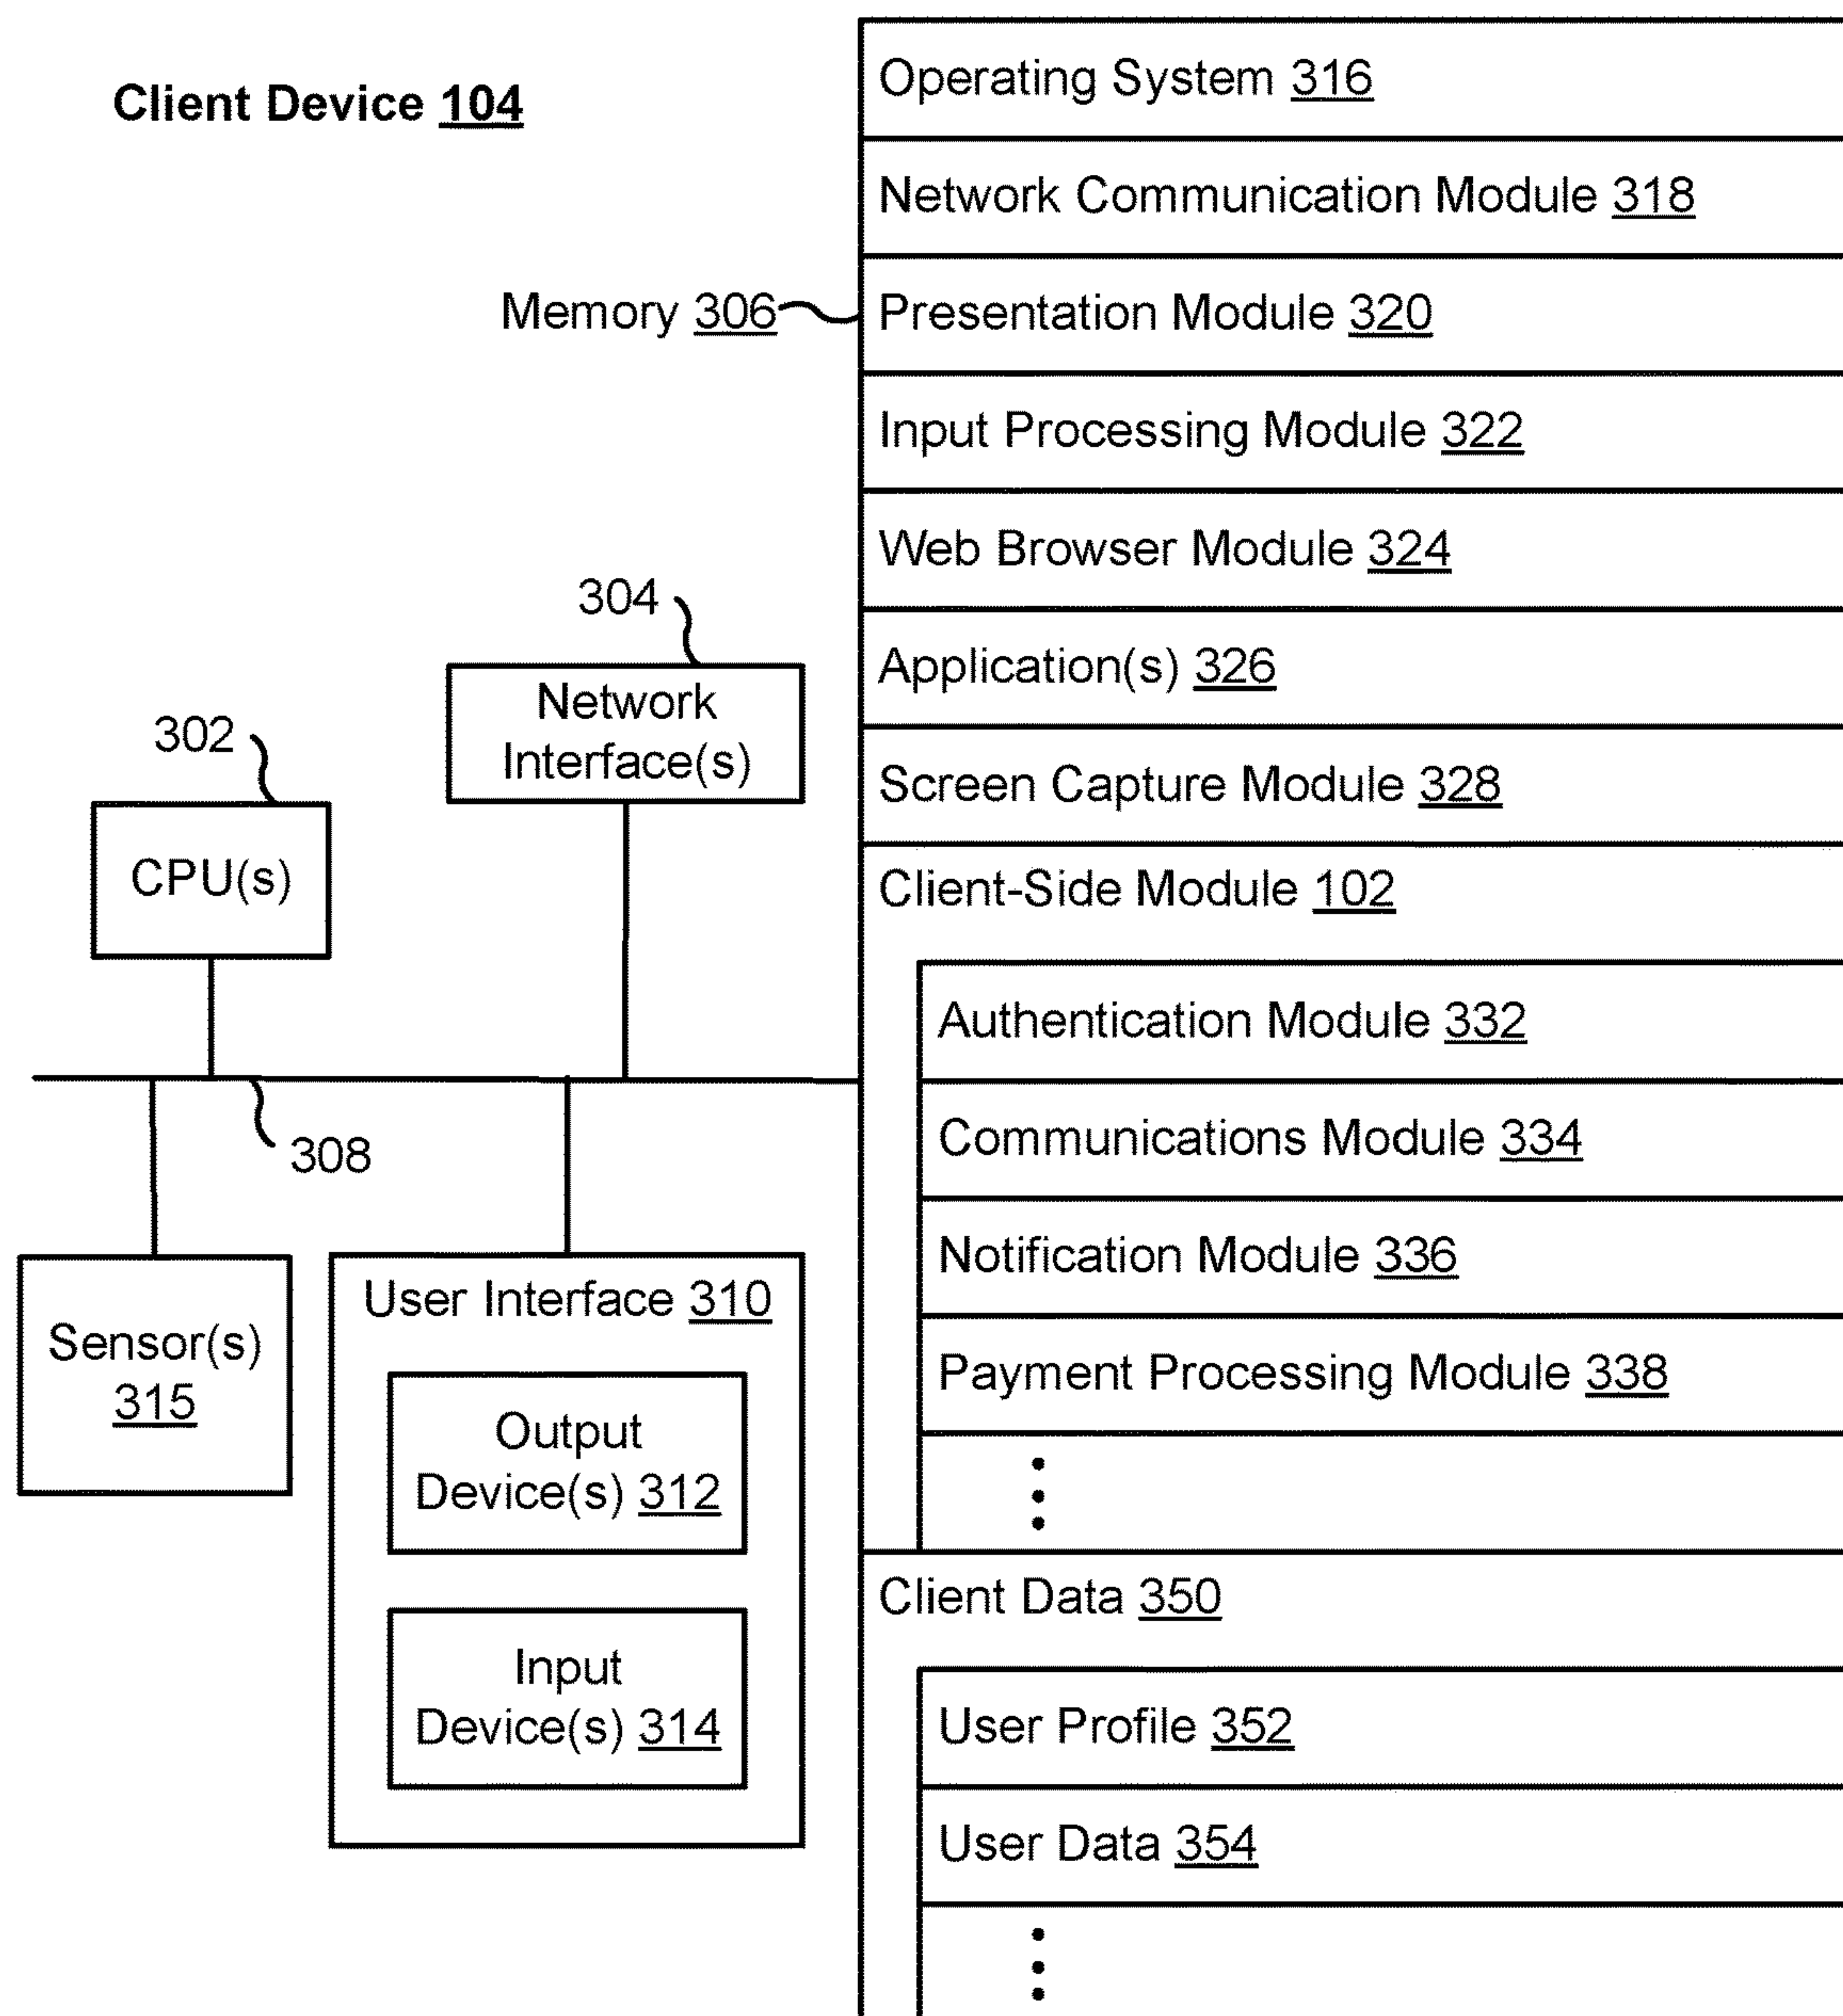 Client Device 104
Memory 306
304
Network
Interface(s)
302
CPU(s)
308
Sensor(s)
315
User Interface 310
Output
Device(s) 312
Input
Device(s) 314
Operating System 316
Network Communication Module 318
Presentation Module 320
Input Processing Module 322
Web Browser Module 324
Application(s) 326
Screen Capture Module 328
Client-Side Module 102
Authentication Module 332
Communications Module 334
Notification Module 336
Payment Processing Module 338
Client Data 350
User Profile 352
User Data 354